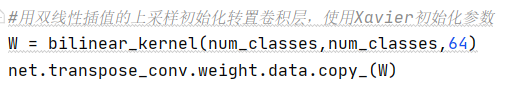 #用双线性插值的上采样初始化转置卷积层，使用Xavier初始化参数
W = bilinear_kernel(num_classes,num_classes,64)
net.transpose_conv.weight.data.copy_(W)